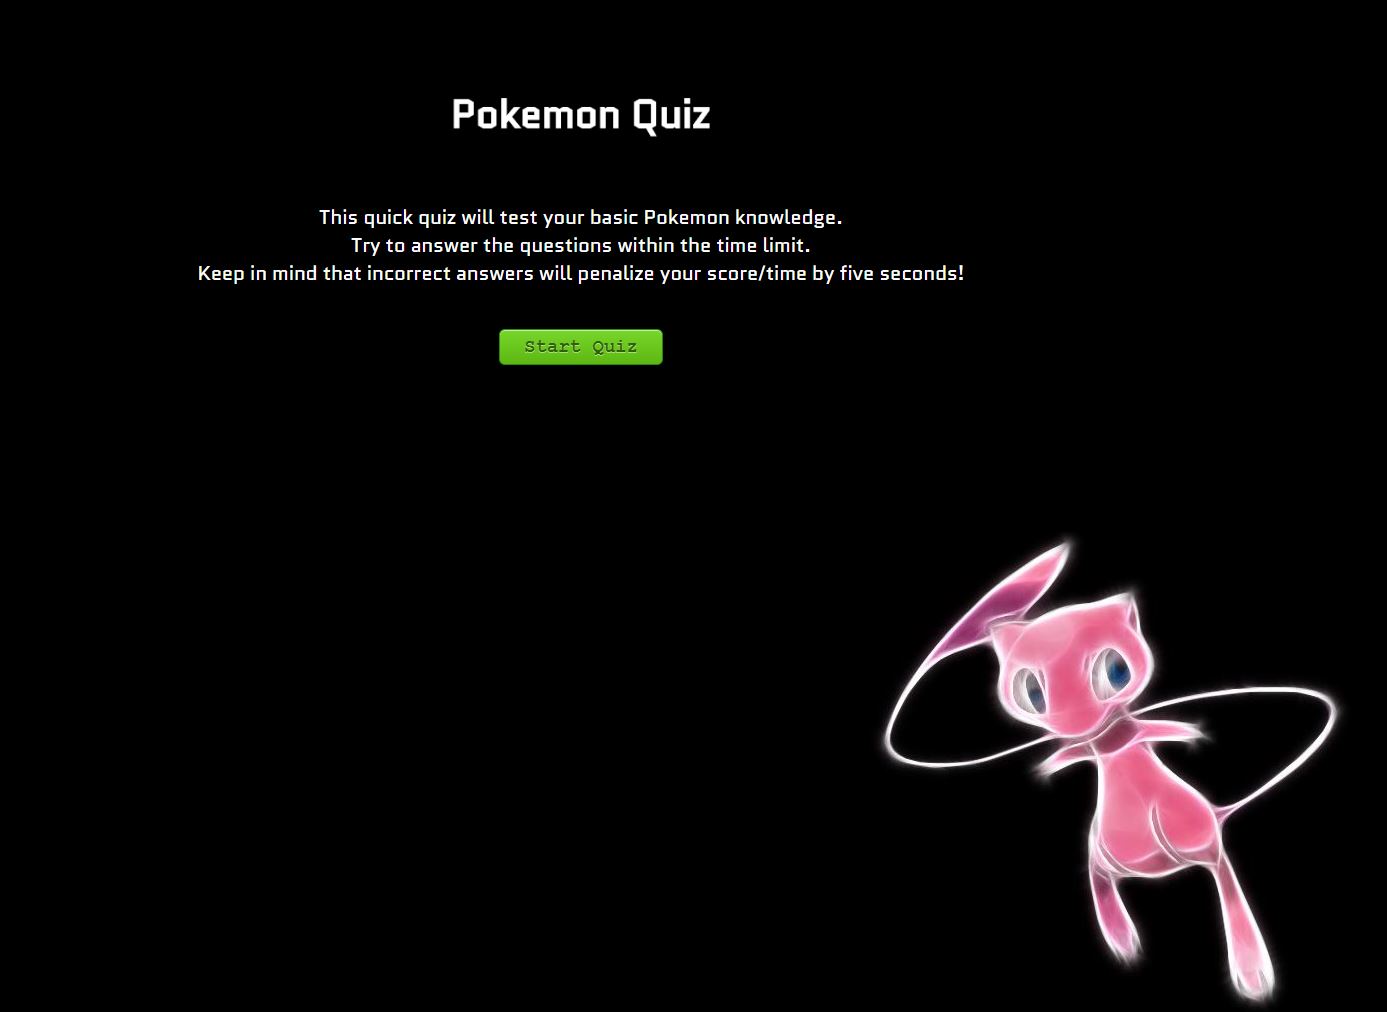 Pokemon Quiz
This quick quiz will test your basic Pokemon knowledge.
Try to answer the questions within the time limit.
Keep in mind that incorrect answers will penalize your score/time by five seconds!
Start Quiz